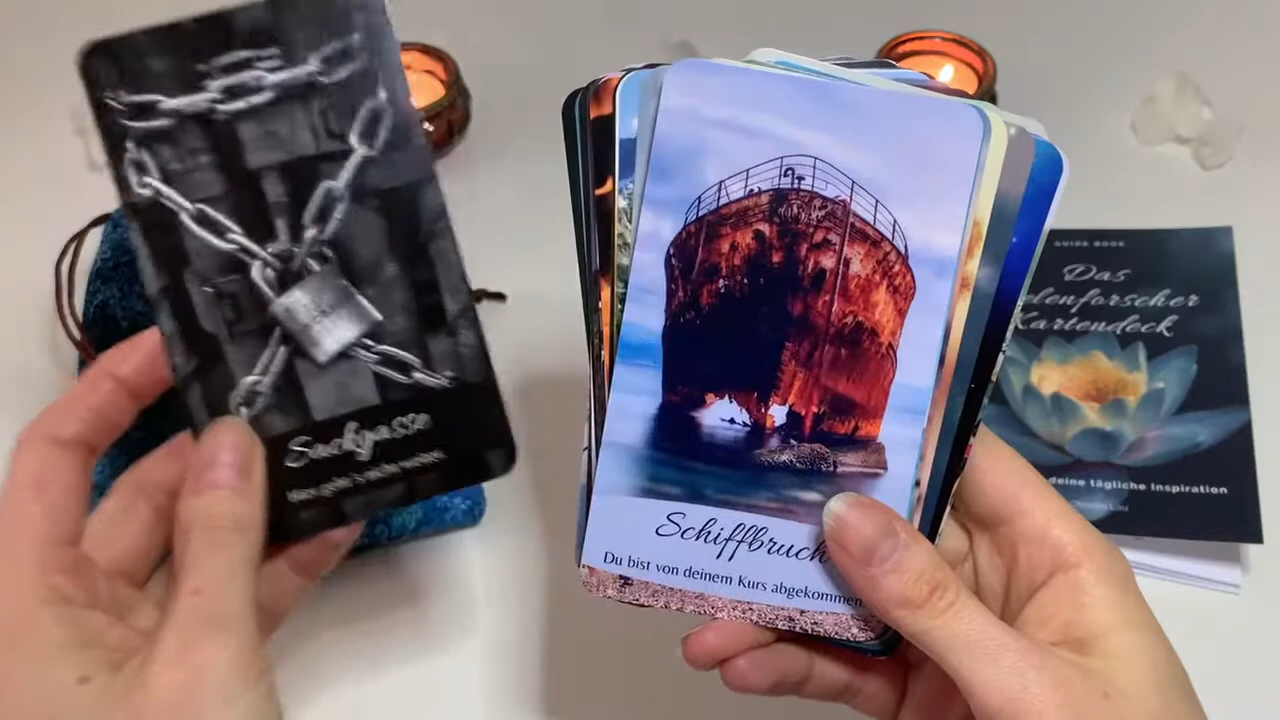 Sackgasse
Schiffbruch
Du bist von deinem Kurs abgekommen
GUIDE BOOK
Das
elenforscher
Kartendeck
deine tägliche Inspiration